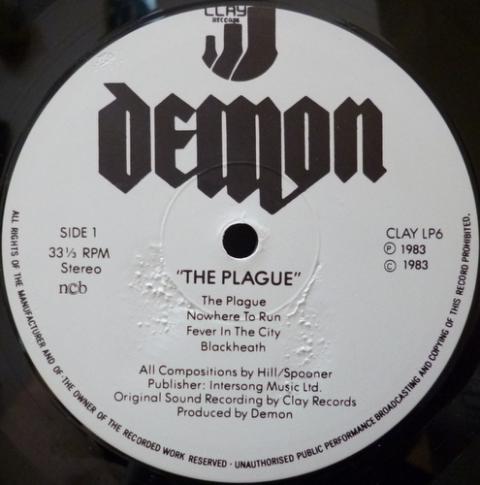 CLAY
RECORDS
DEMON
SIDE 1
33⅓ RPM
Stereo
ncb
CLAY LP6
Ⓟ 1983
© 1983
"THE PLAGUE"
The Plague
Nowhere To Run
Fever In The City
Blackheath
All Compositions by Hill/Spooner
Publisher: Intersong Music Ltd.
Original Sound Recording by Clay Records
Produced by Demon
ALL RIGHTS OF THE MANUFACTURER AND OF THE OWNER OF THE RECORDED WORK RESERVED · UNAUTHORISED PUBLIC PERFORMANCE BROADCASTING AND COPYING OF THIS RECORD PROHIBITED.